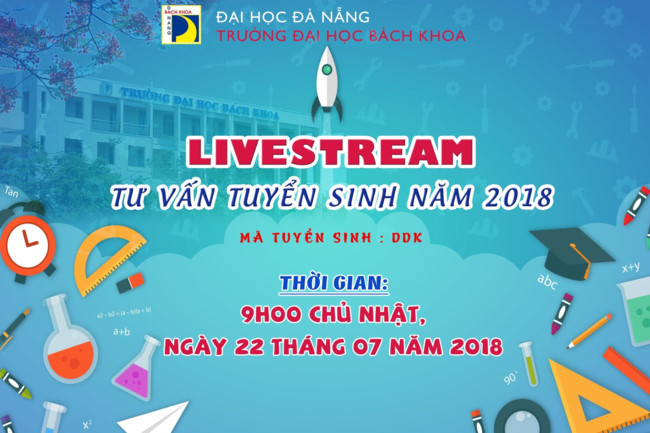 BÁCH KHOA
ĐÀ NẴNG
ĐẠI HỌC ĐÀ NẴNG
TRƯỜNG ĐẠI HỌC BÁCH KHOA
TRƯỜNG ĐẠI HỌC BÁCH KHOA
LIVESTREAM
TƯ VẤN TUYỂN SINH NĂM 2018
MÃ TUYỂN SINH : DDK
THỜI GIAN:
9H00 CHỦ NHẬT,
NGÀY 22 THÁNG 07 NĂM 2018
Tan
a+b
abc
x+y
90°
x²